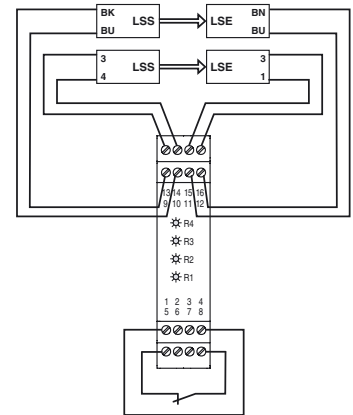 BK LSS LSE BN
BU BU
3 LSS LSE 3
4 1
13 14 15 16
9 10 11 12
R4
R3
R2
R1
1 2 3 4
5 6 7 8